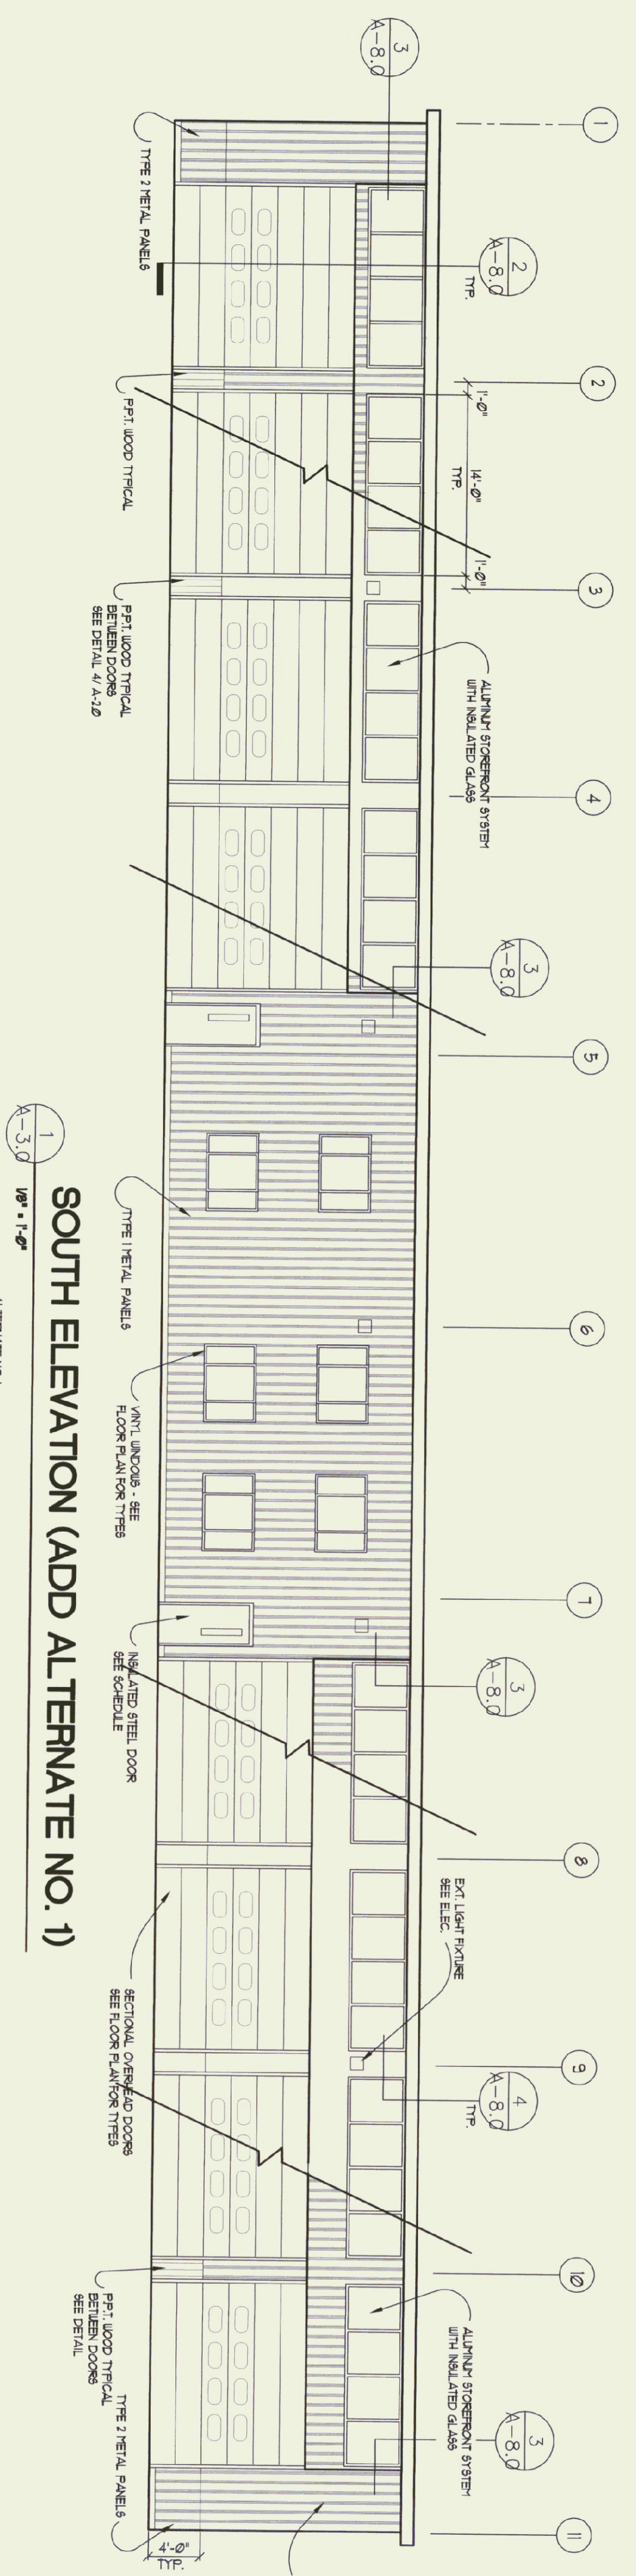 1
2
3
4
5
6
7
8
9
10
11
3
A-8.0
2
A-8.0
TYP.
1'-0"
14'-0"
TYP.
1'-0"
ALUMINUM STOREFRONT SYSTEM
WITH INSULATED GLASS
3
A-8.0
3
A-8.0
EXT. LIGHT FIXTURE
SEE ELEC.
4
A-8.0
TYP.
ALUMINUM STOREFRONT SYSTEM
WITH INSULATED GLASS
3
A-8.0
TYPE 2 METAL PANELS
P.P.T. WOOD TYPICAL
P.P.T. WOOD TYPICAL
BETWEEN DOORS
SEE DETAIL 4/ A-2.0
TYPE 1 METAL PANELS
VINYL WINDOWS - SEE
FLOOR PLAN FOR TYPES
INSULATED STEEL DOOR
SEE SCHEDULE
SECTIONAL OVERHEAD DOORS
SEE FLOOR PLAN FOR TYPES
P.P.T. WOOD TYPICAL
BETWEEN DOORS
SEE DETAIL
TYPE 2 METAL PANELS
4'-0"
TYP.
1
A-3.0
SOUTH ELEVATION (ADD ALTERNATE NO. 1)
1/8" = 1'-0"